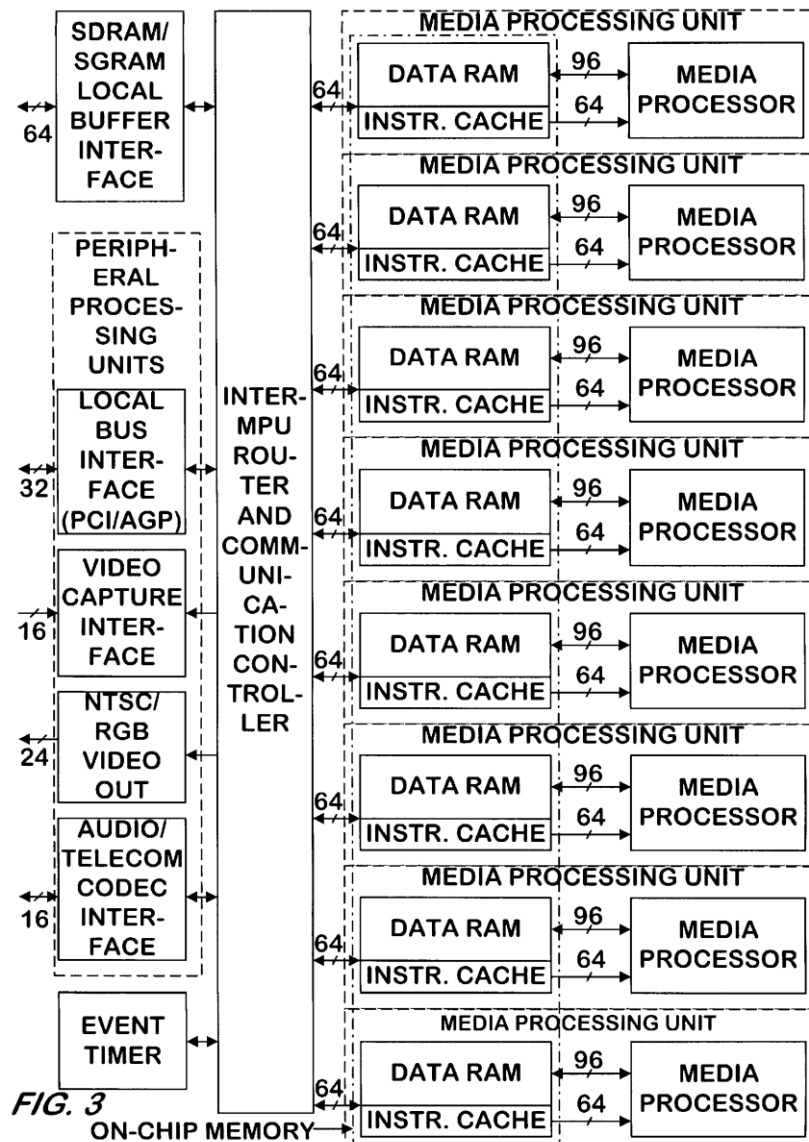 SDRAM/
SGRAM
LOCAL
BUFFER
INTER-
FACE
64
PERIPH-
ERAL
PROCES-
SING
UNITS
LOCAL
BUS
INTER-
FACE
(PCI/AGP)
32
VIDEO
CAPTURE
INTER-
FACE
16
NTSC/
RGB
VIDEO
OUT
24
AUDIO/
TELECOM
CODEC
INTER-
FACE
16
EVENT
TIMER
INTER-
MPU
ROU-
TER
AND
COMM-
UNI-
CA-
TION
CON-
TROL-
LER
MEDIA PROCESSING UNIT
64
DATA RAM
INSTR. CACHE
96
64
MEDIA
PROCESSOR
MEDIA PROCESSING UNIT
64
DATA RAM
INSTR. CACHE
96
64
MEDIA
PROCESSOR
MEDIA PROCESSING UNIT
64
DATA RAM
INSTR. CACHE
96
64
MEDIA
PROCESSOR
MEDIA PROCESSING UNIT
64
DATA RAM
INSTR. CACHE
96
64
MEDIA
PROCESSOR
MEDIA PROCESSING UNIT
64
DATA RAM
INSTR. CACHE
96
64
MEDIA
PROCESSOR
MEDIA PROCESSING UNIT
64
DATA RAM
INSTR. CACHE
96
64
MEDIA
PROCESSOR
MEDIA PROCESSING UNIT
64
DATA RAM
INSTR. CACHE
96
64
MEDIA
PROCESSOR
MEDIA PROCESSING UNIT
64
DATA RAM
INSTR. CACHE
96
64
MEDIA
PROCESSOR
FIG. 3
ON-CHIP MEMORY